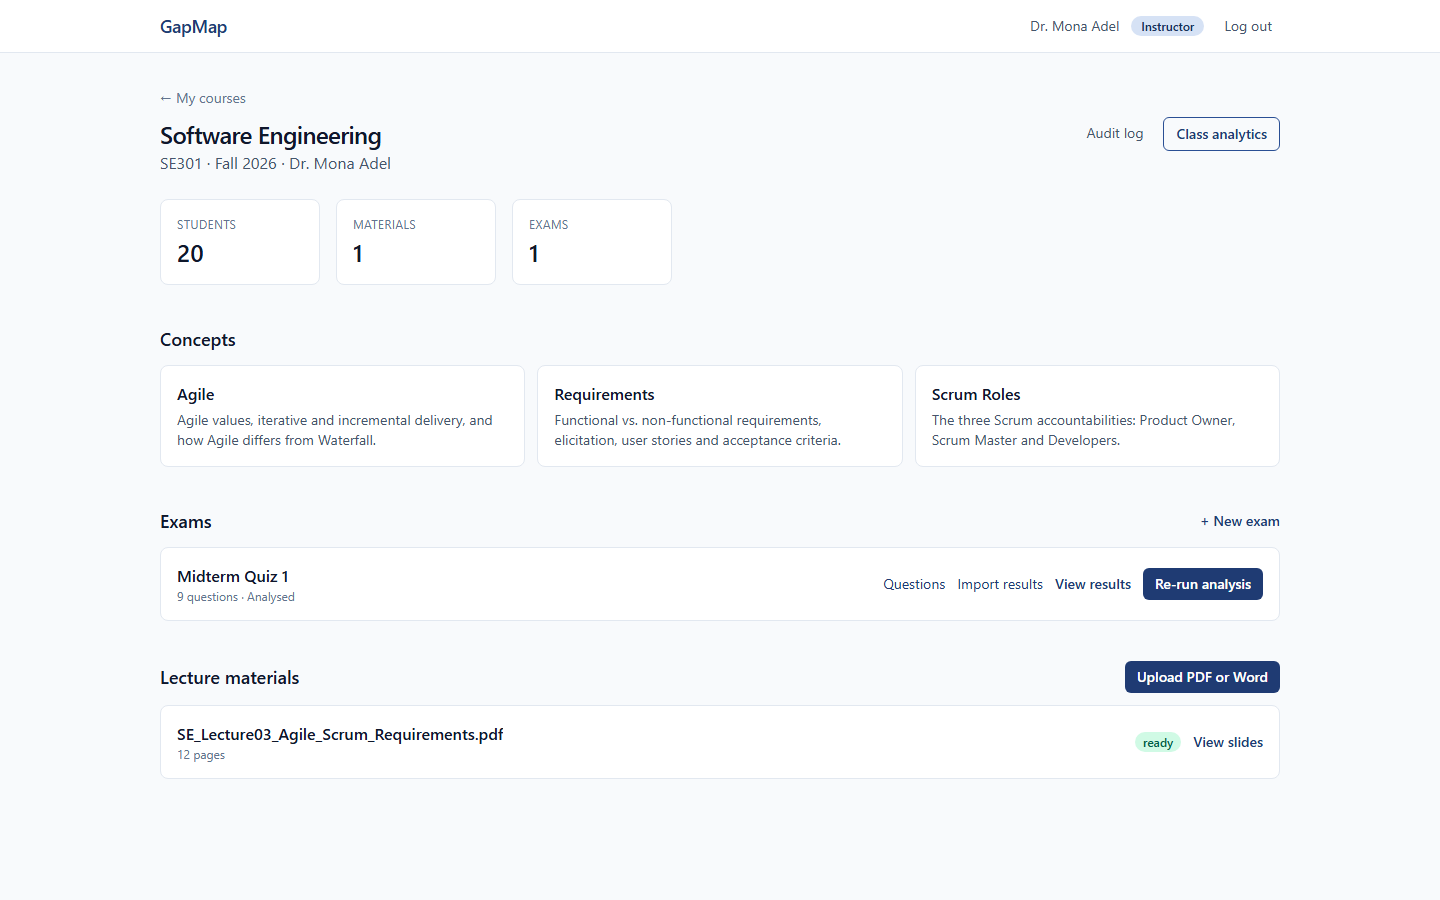 GapMap
Dr. Mona Adel
Instructor
Log out
← My courses
Software Engineering
SE301 · Fall 2026 · Dr. Mona Adel
Audit log
Class analytics
STUDENTS
20
MATERIALS
1
EXAMS
1
Concepts
Agile
Agile values, iterative and incremental delivery, and
how Agile differs from Waterfall.
Requirements
Functional vs. non-functional requirements,
elicitation, user stories and acceptance criteria.
Scrum Roles
The three Scrum accountabilities: Product Owner,
Scrum Master and Developers.
Exams
+ New exam
Midterm Quiz 1
9 questions · Analysed
Questions
Import results
View results
Re-run analysis
Lecture materials
Upload PDF or Word
SE_Lecture03_Agile_Scrum_Requirements.pdf
12 pages
ready
View slides